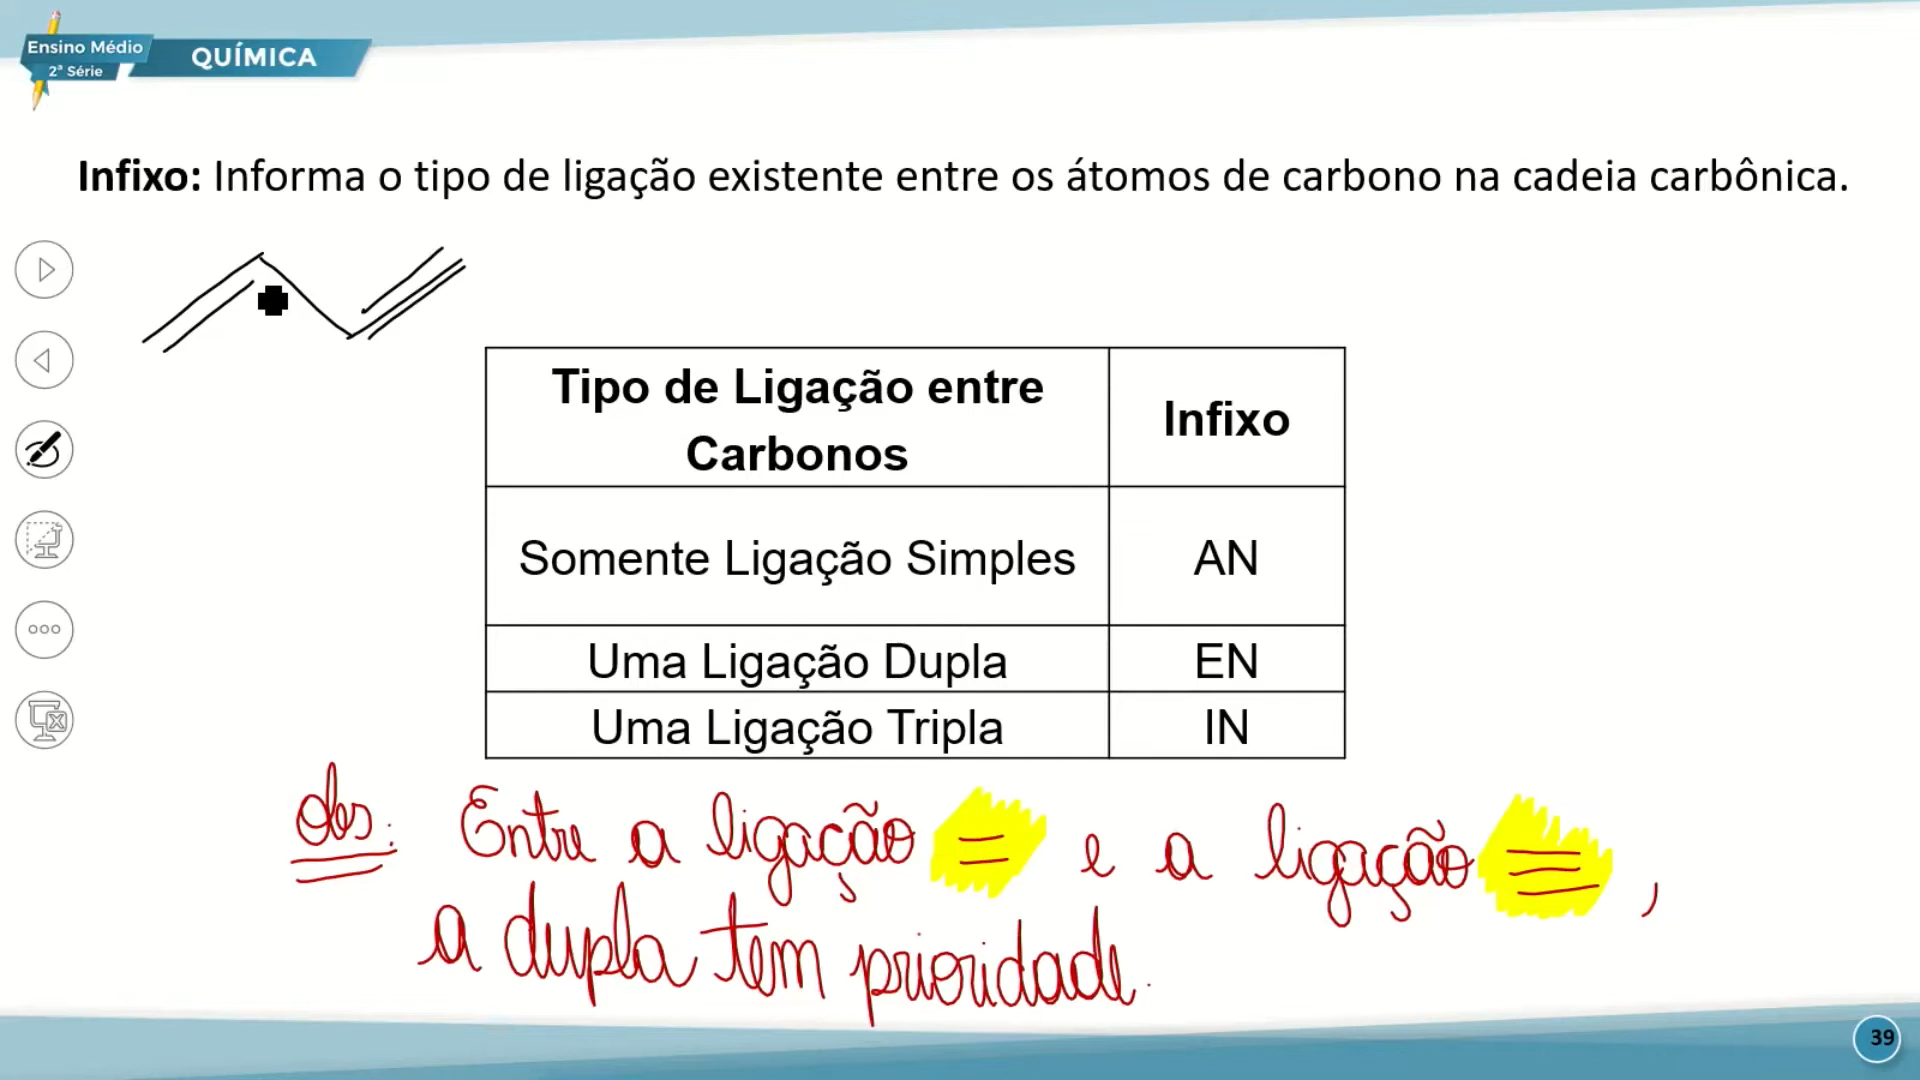 Ensino Médio
2ª Série
QUÍMICA
Infixo: Informa o tipo de ligação existente entre os átomos de carbono na cadeia carbônica.
Tipo de Ligação entre
Carbonos
Infixo
Somente Ligação Simples
AN
Uma Ligação Dupla
EN
Uma Ligação Tripla
IN
obs: Entre a ligação = e a ligação ≡,
a dupla tem prioridade.
39